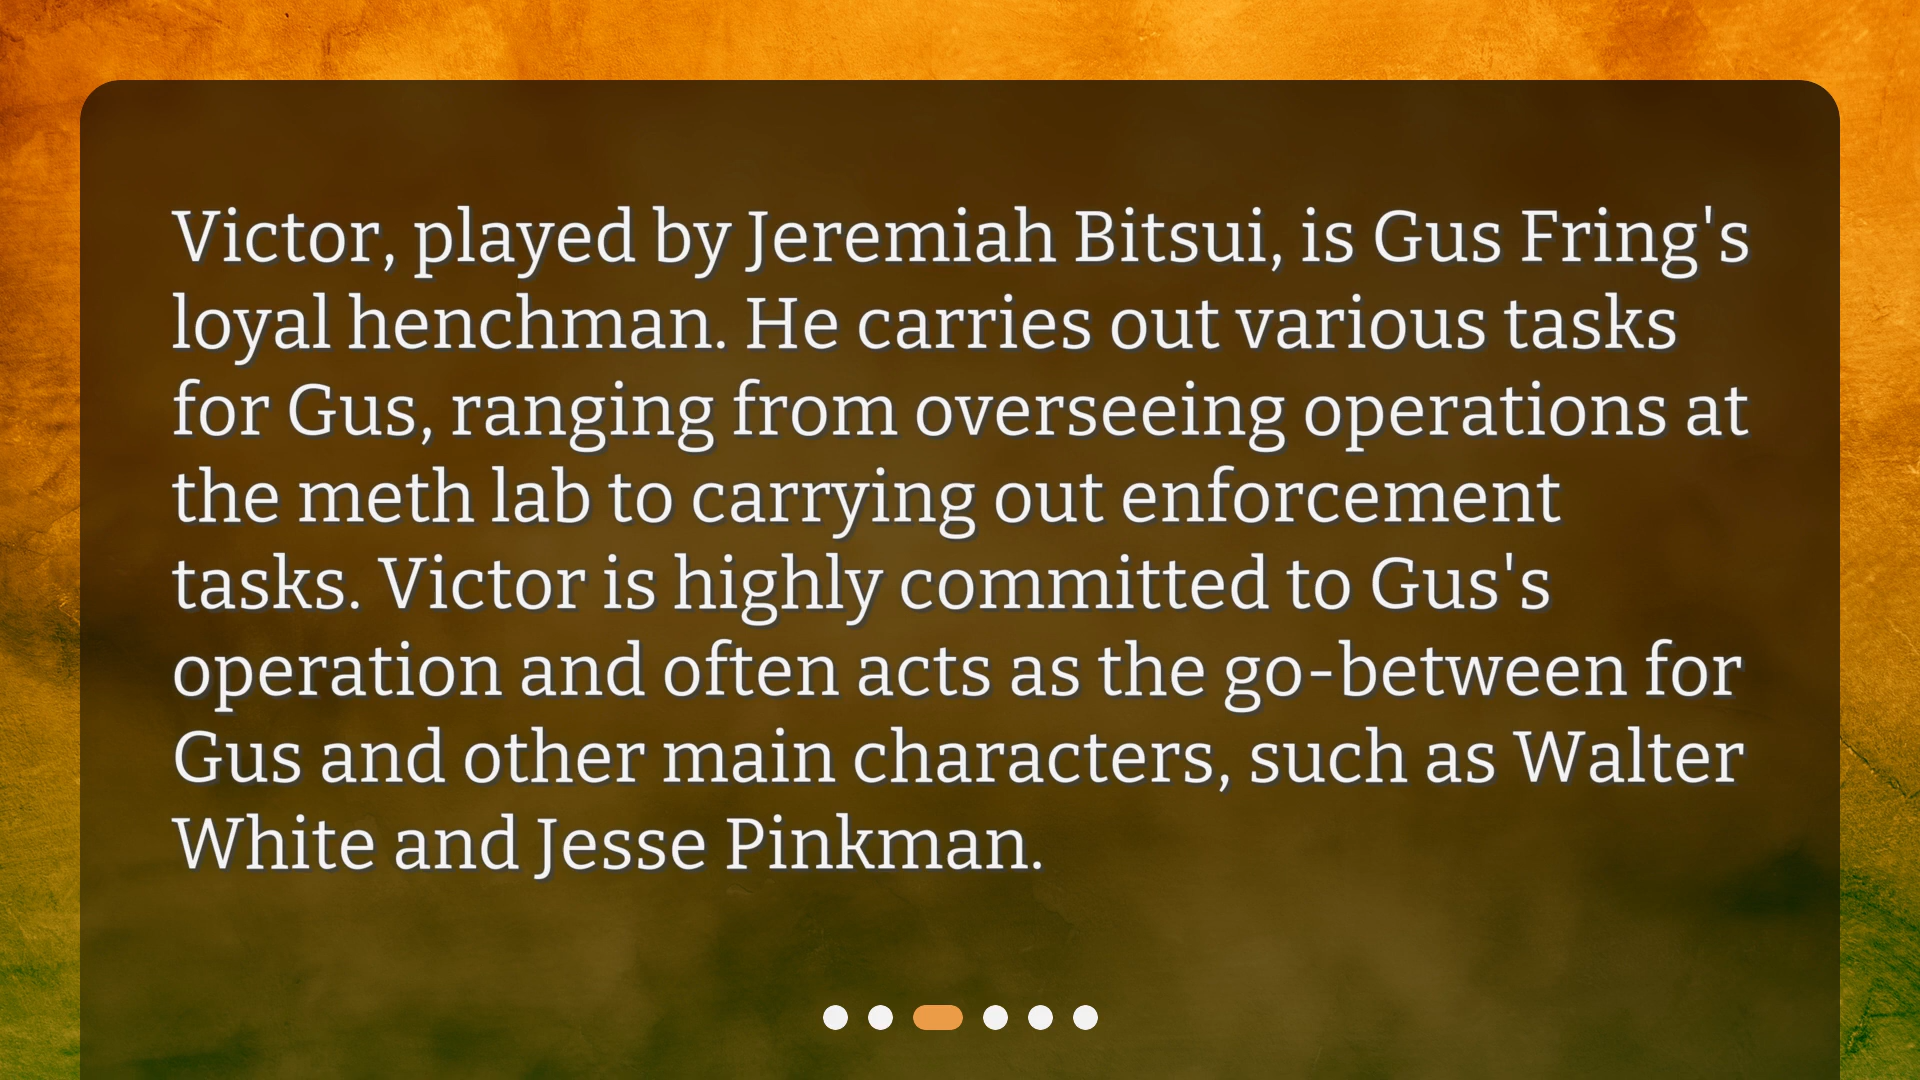 Victor, played by Jeremiah Bitsui, is Gus Fring's
loyal henchman. He carries out various tasks
for Gus, ranging from overseeing operations at
the meth lab to carrying out enforcement
tasks. Victor is highly committed to Gus's
operation and often acts as the go-between for
Gus and other main characters, such as Walter
White and Jesse Pinkman.